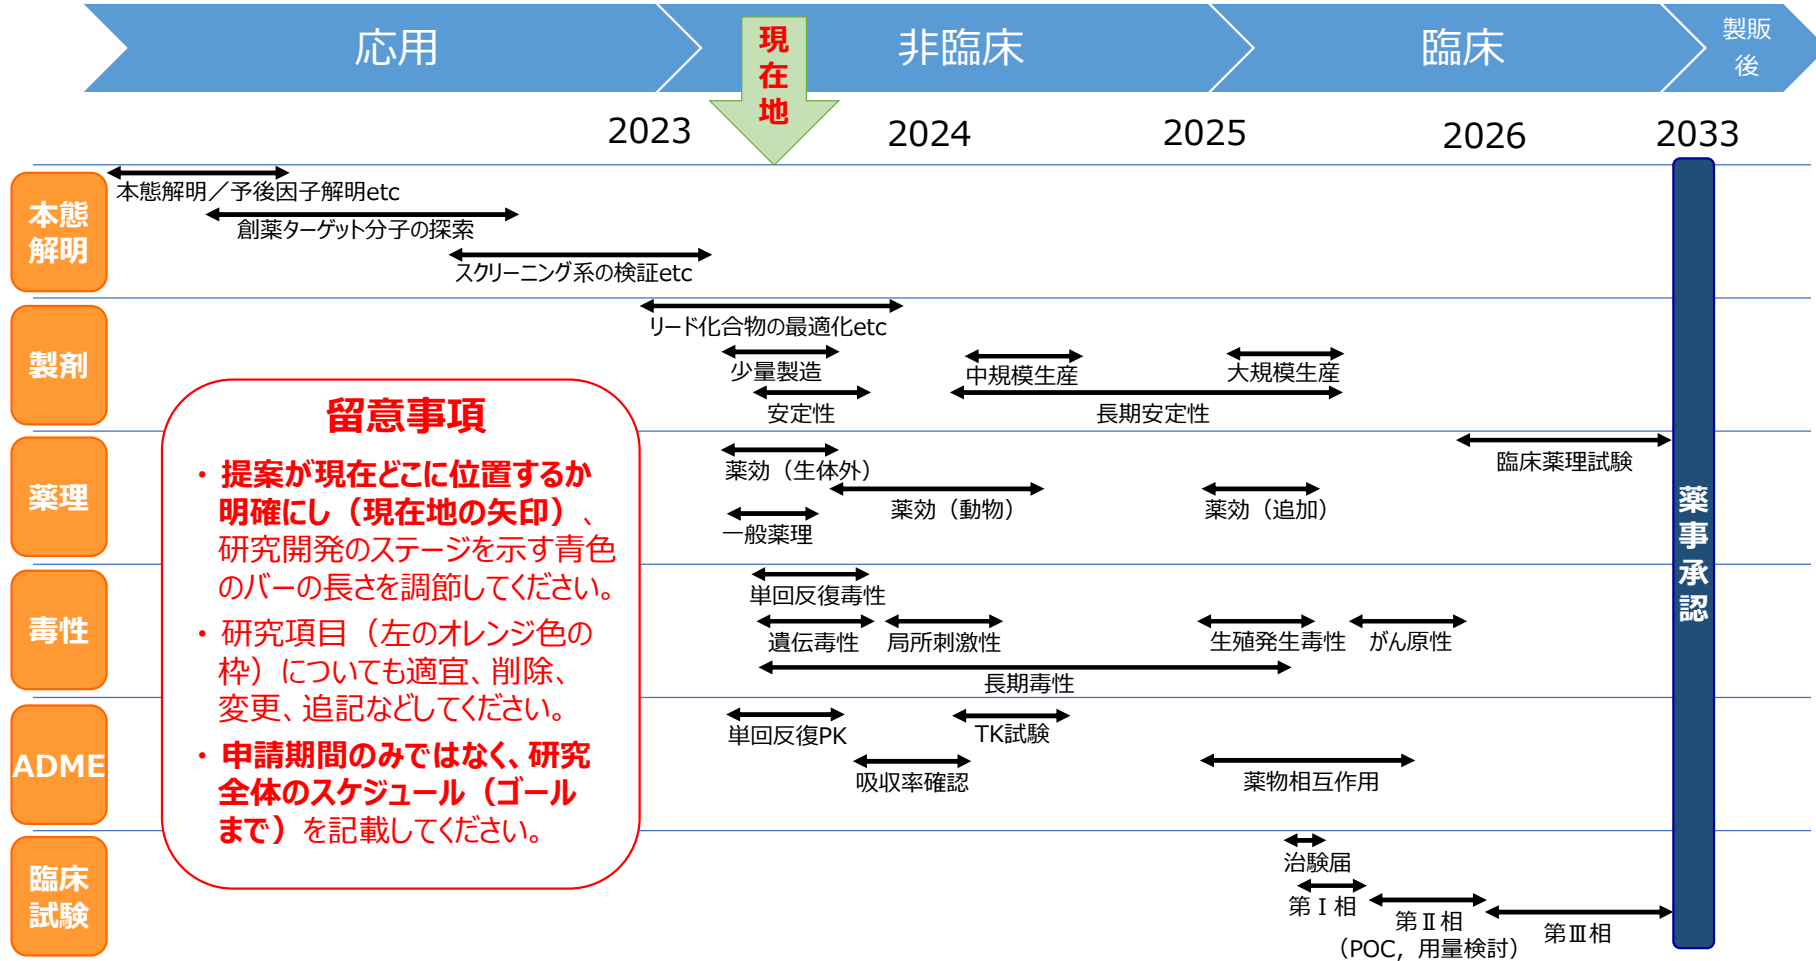 応用
現
在
地
非臨床
臨床
製販
後
2023
2024
2025
2026
2033
本態
解明
本態解明／予後因子解明etc
創薬ターゲット分子の探索
スクリーニング系の検証etc
製剤
リード化合物の最適化etc
少量製造
中規模生産
大規模生産
安定性
長期安定性
留意事項
・提案が現在どこに位置するか
明確にし（現在地の矢印）、
研究開発のステージを示す青色
のバーの長さを調節してください。
・研究項目（左のオレンジ色の
枠）についても適宜、削除、
変更、追記などしてください。
・申請期間のみではなく、研究
全体のスケジュール（ゴール
まで）を記載してください。
薬理
臨床薬理試験
薬効（生体外）
薬効（動物）
薬効（追加）
一般薬理
毒性
単回反復毒性
遺伝毒性
局所刺激性
生殖発生毒性
がん原性
長期毒性
ADME
単回反復PK
TK試験
吸収率確認
薬物相互作用
臨床
試験
治験届
第Ⅰ相
第Ⅱ相
（POC，用量検討）
第Ⅲ相
薬
事
承
認